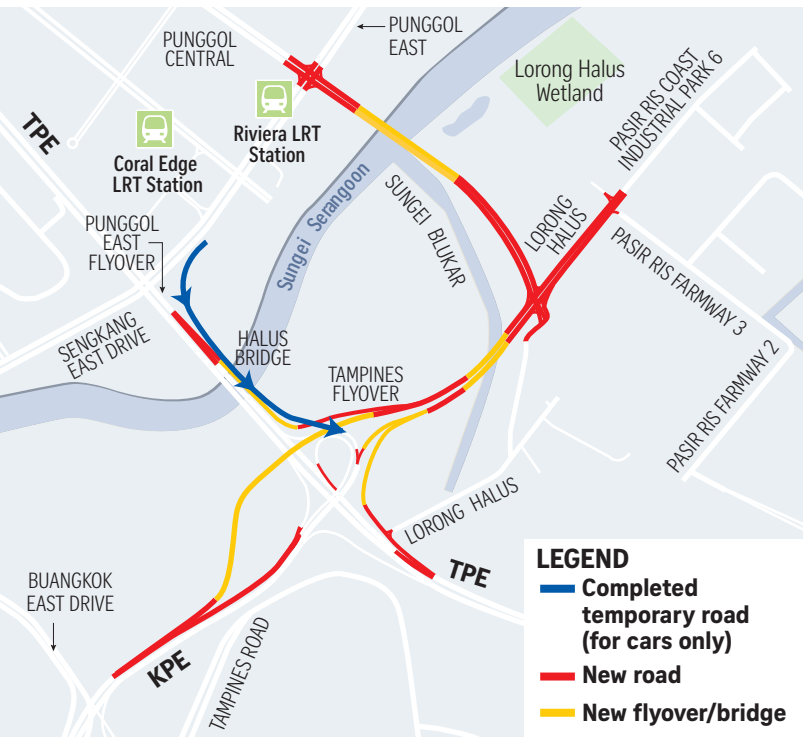 PUNGGOL
CENTRAL
PUNGGOL
EAST
TPE
Coral Edge
LRT Station
Riviera LRT
Station
Lorong Halus
Wetland
PASIR RIS COAST
INDUSTRIAL PARK 6
PUNGGOL
EAST
FLYOVER
Sungei Serangoon
SUNGEI BLUKAR
LORONG
HALUS
PASIR RIS FARMWAY 3
SENGKANG
EAST DRIVE
HALUS
BRIDGE
TAMPINES
FLYOVER
PASIR RIS FARMWAY 2
LORONG HALUS
TPE
BUANGKOK
EAST DRIVE
KPE
TAMPINES ROAD
LEGEND
Completed
temporary road
(for cars only)
New road
New flyover/bridge